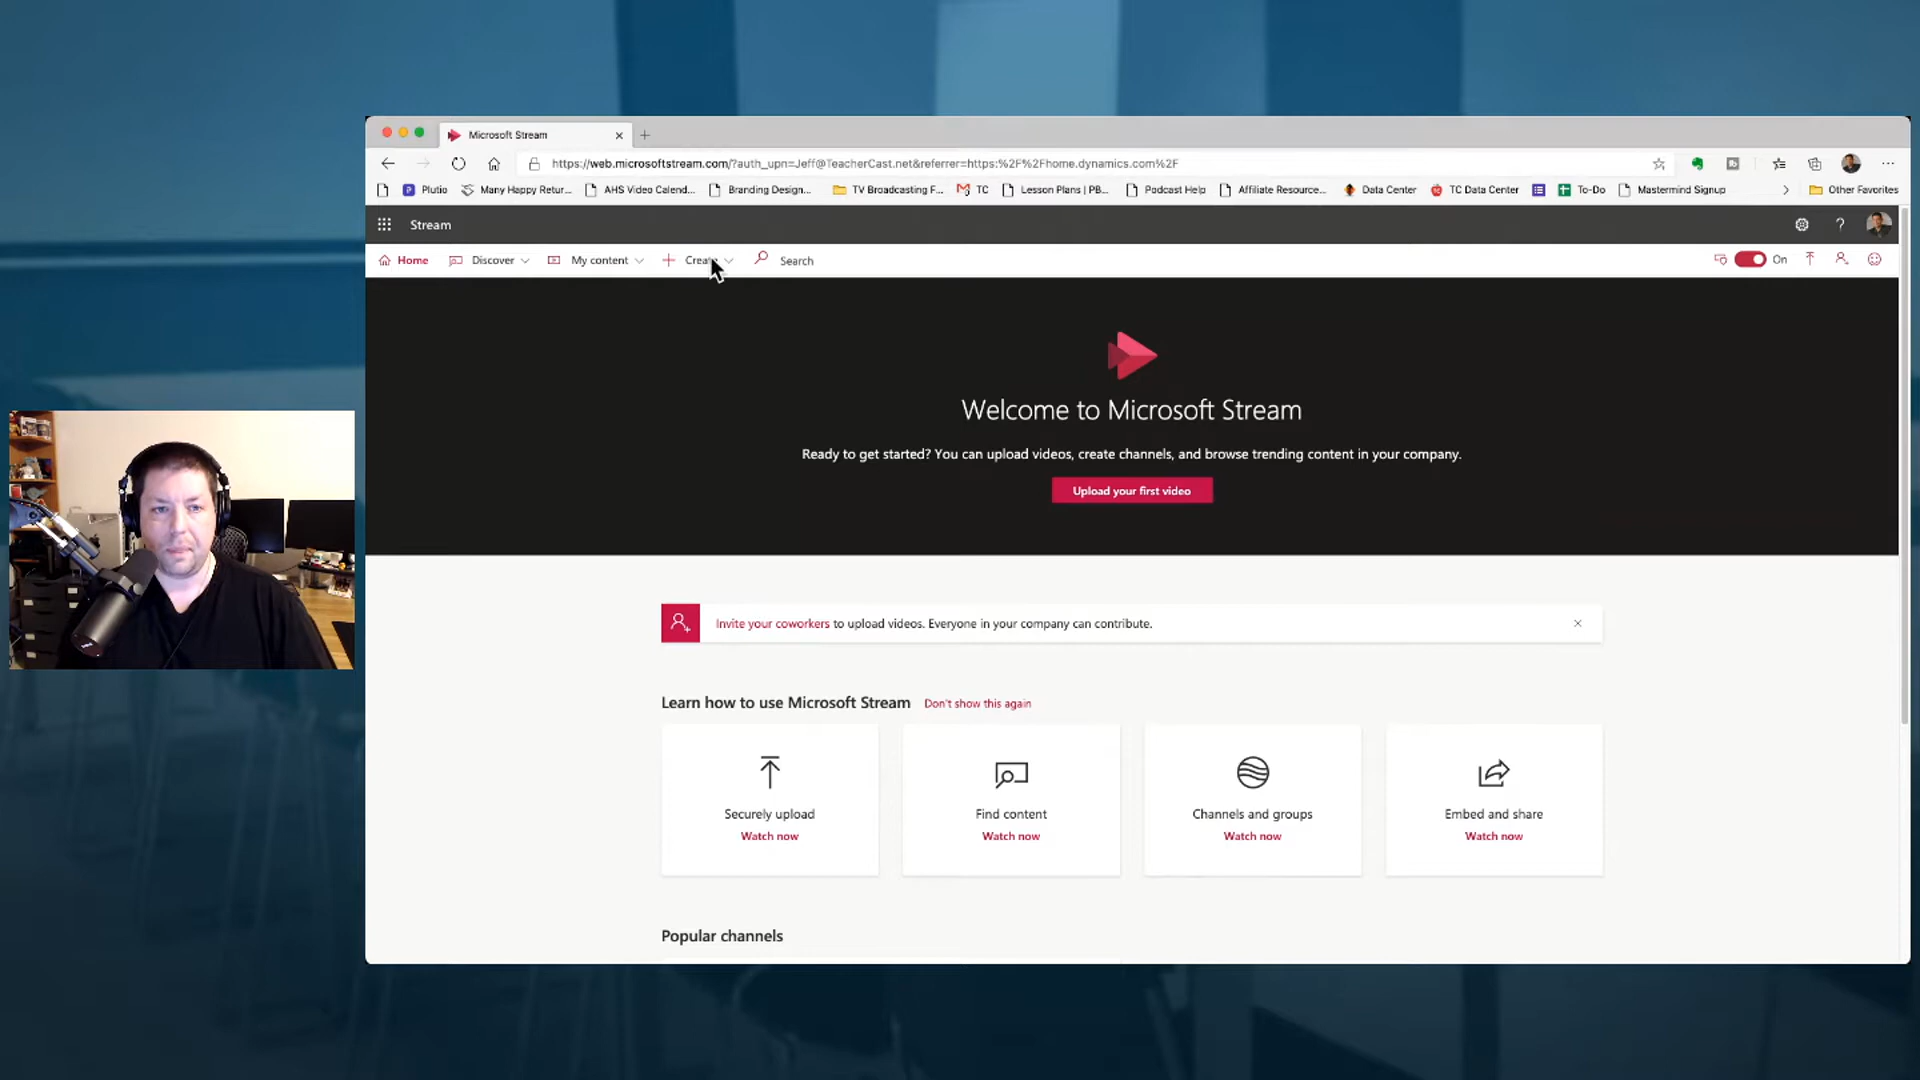 Microsoft Stream
https://web.microsoftstream.com/?auth_upn=Jeff@TeacherCast.net&referrer=https:%2F%2Fhome.dynamics.com%2F
Plutio Many Happy Retur... AHS Video Calend... Branding Design... TV Broadcasting F... TC Lesson Plans | PB... Podcast Help Affiliate Resource... Data Center TC Data Center To-Do Mastermind Signup Other Favorites
Stream
Home Discover My content Create Search On
Welcome to Microsoft Stream
Ready to get started? You can upload videos, create channels, and browse trending content in your company.
Upload your first video
Invite your coworkers to upload videos. Everyone in your company can contribute.
Learn how to use Microsoft Stream Don't show this again
Securely upload Find content Channels and groups Embed and share
Watch now Watch now Watch now Watch now
Popular channels